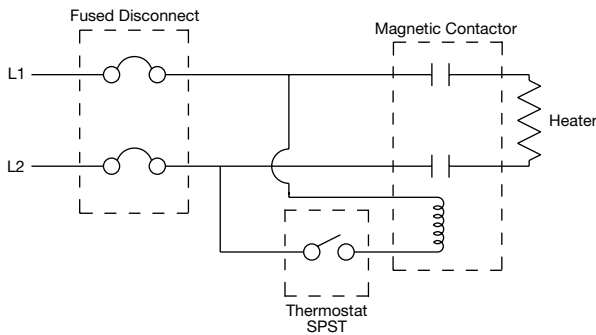 Fused Disconnect
Magnetic Contactor
L1
Heater
L2
Thermostat
SPST